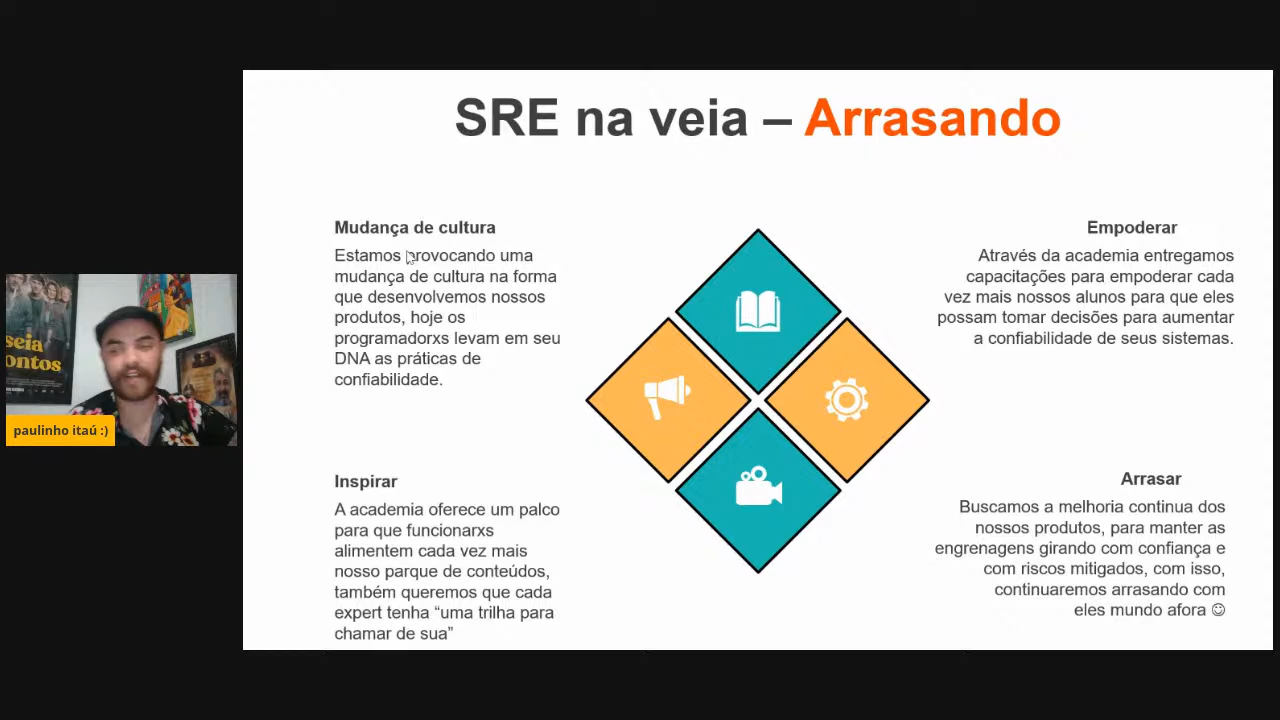 SRE na veia – Arrasando
Mudança de cultura
Estamos provocando uma
mudança de cultura na forma
que desenvolvemos nossos
produtos, hoje os
programadorxs levam em seu
DNA as práticas de
confiabilidade.
Empoderar
Através da academia entregamos
capacitações para empoderar cada
vez mais nossos alunos para que eles
possam tomar decisões para aumentar
a confiabilidade de seus sistemas.
Inspirar
A academia oferece um palco
para que funcionarxs
alimentem cada vez mais
nosso parque de conteúdos,
também queremos que cada
expert tenha “uma trilha para
chamar de sua”
Arrasar
Buscamos a melhoria continua dos
nossos produtos, para manter as
engrenagens girando com confiança e
com riscos mitigados, com isso,
continuaremos arrasando com
eles mundo afora ☺
seia
ontos
paulinho itaú :)